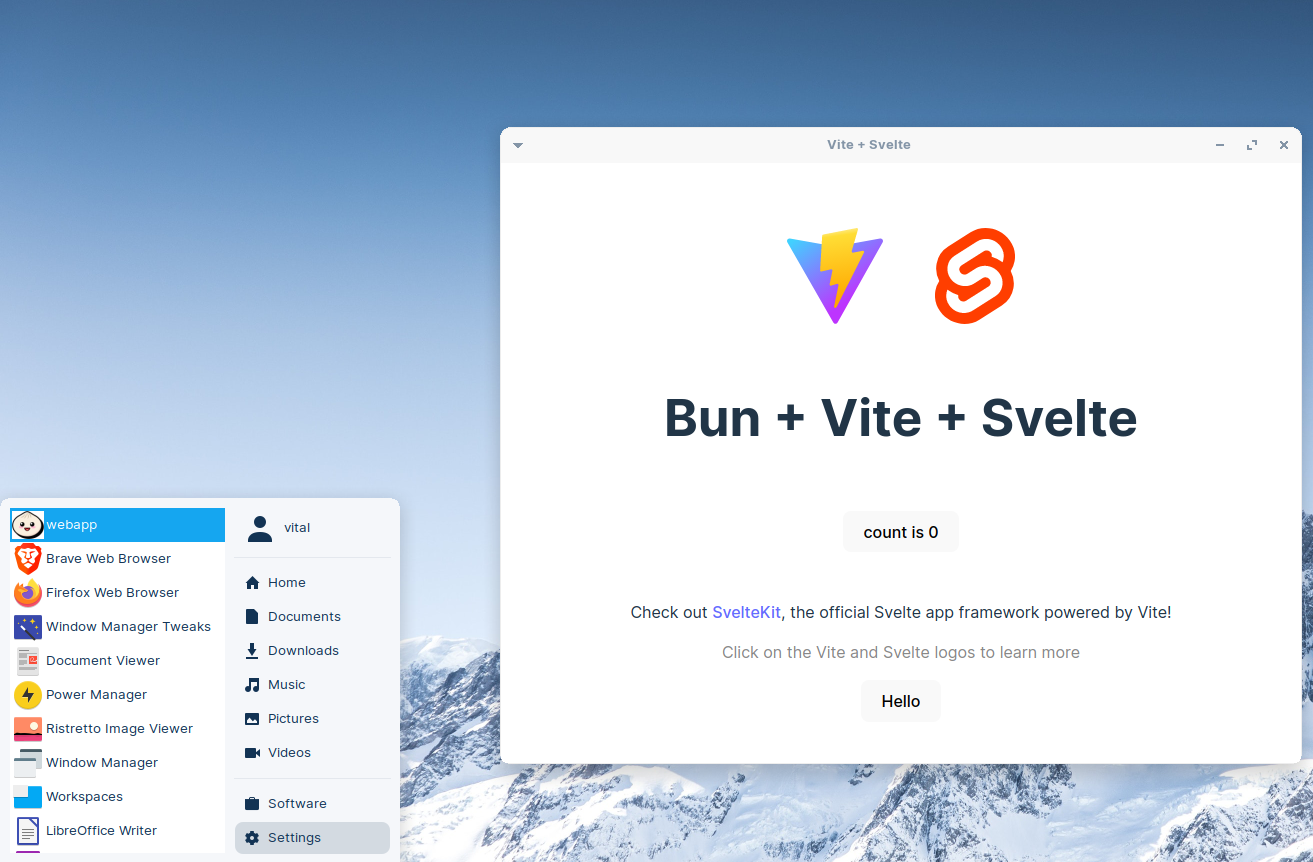 webapp
Brave Web Browser
Firefox Web Browser
Window Manager Tweaks
Document Viewer
Power Manager
Ristretto Image Viewer
Window Manager
Workspaces
LibreOffice Writer
vital
Home
Documents
Downloads
Music
Pictures
Videos
Software
Settings
Vite + Svelte
Bun + Vite + Svelte
count is 0
Check out SvelteKit, the official Svelte app framework powered by Vite!
Click on the Vite and Svelte logos to learn more
Hello